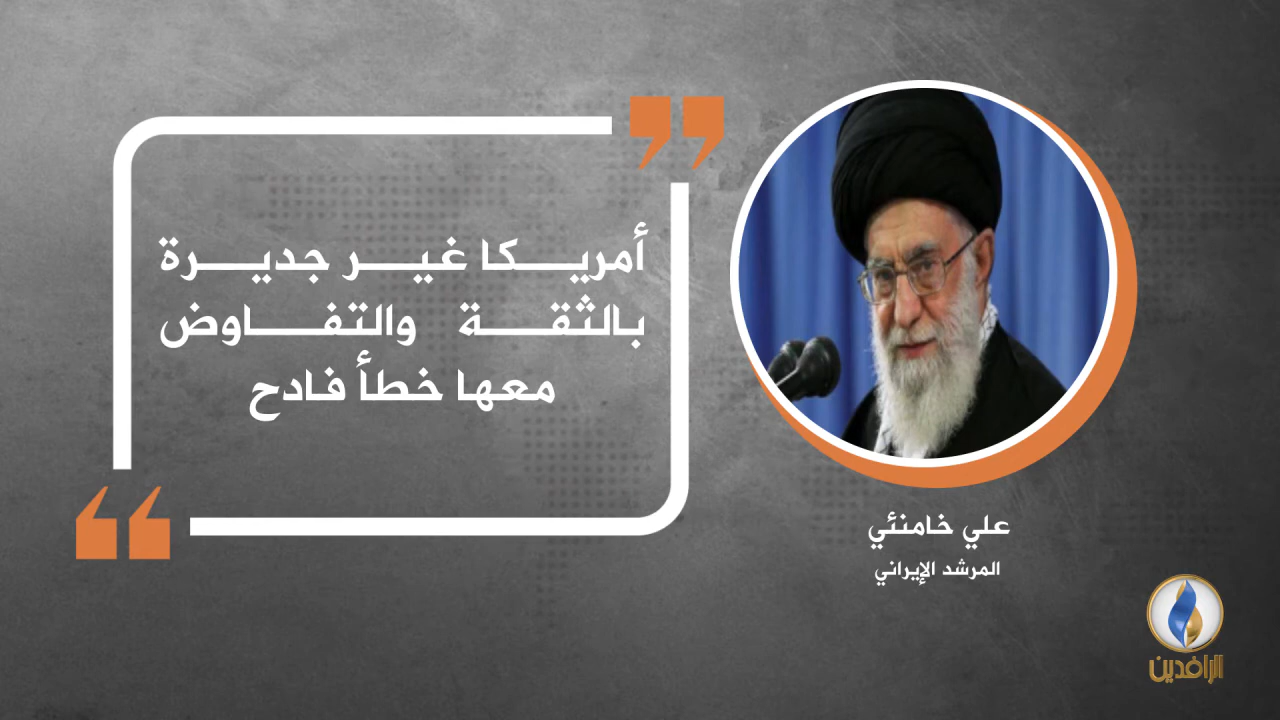 أمريكا غير جديرة
بالثقة والتفاوض
معها خطأ فادح
علي خامنئي
المرشد الإيراني
الرافدين